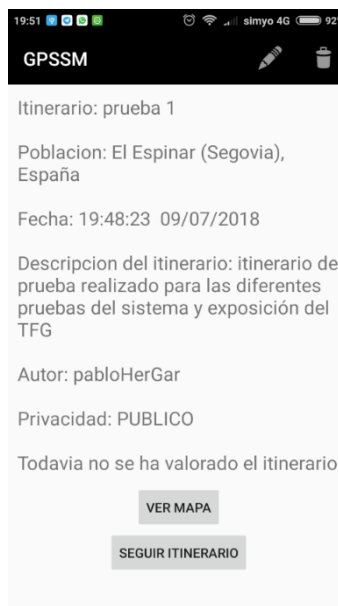 19:51 simyo 4G 92%
GPSSM
Itinerario: prueba 1
Poblacion: El Espinar (Segovia),
España
Fecha: 19:48:23 09/07/2018
Descripcion del itinerario: itinerario de
prueba realizado para las diferentes
pruebas del sistema y exposición del
TFG
Autor: pabloHerGar
Privacidad: PUBLICO
Todavia no se ha valorado el itinerario
VER MAPA
SEGUIR ITINERARIO